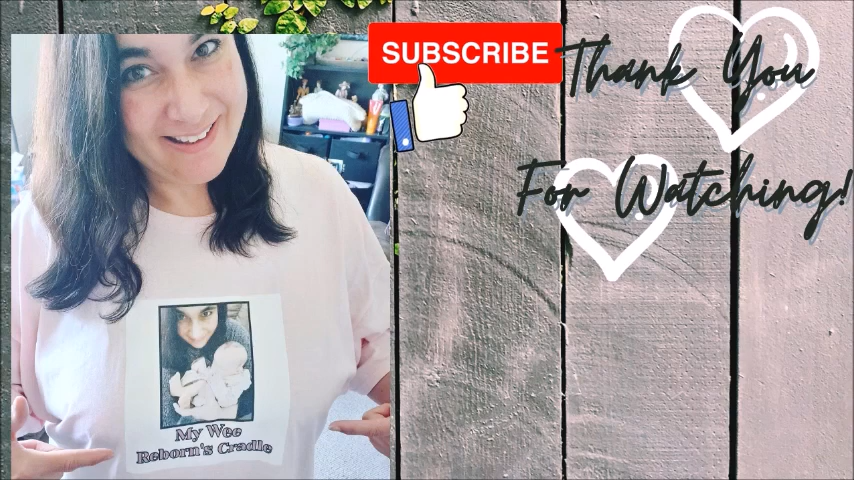 SUBSCRIBE
Thank You
For Watching!
My Wee
Reborn's Cradle